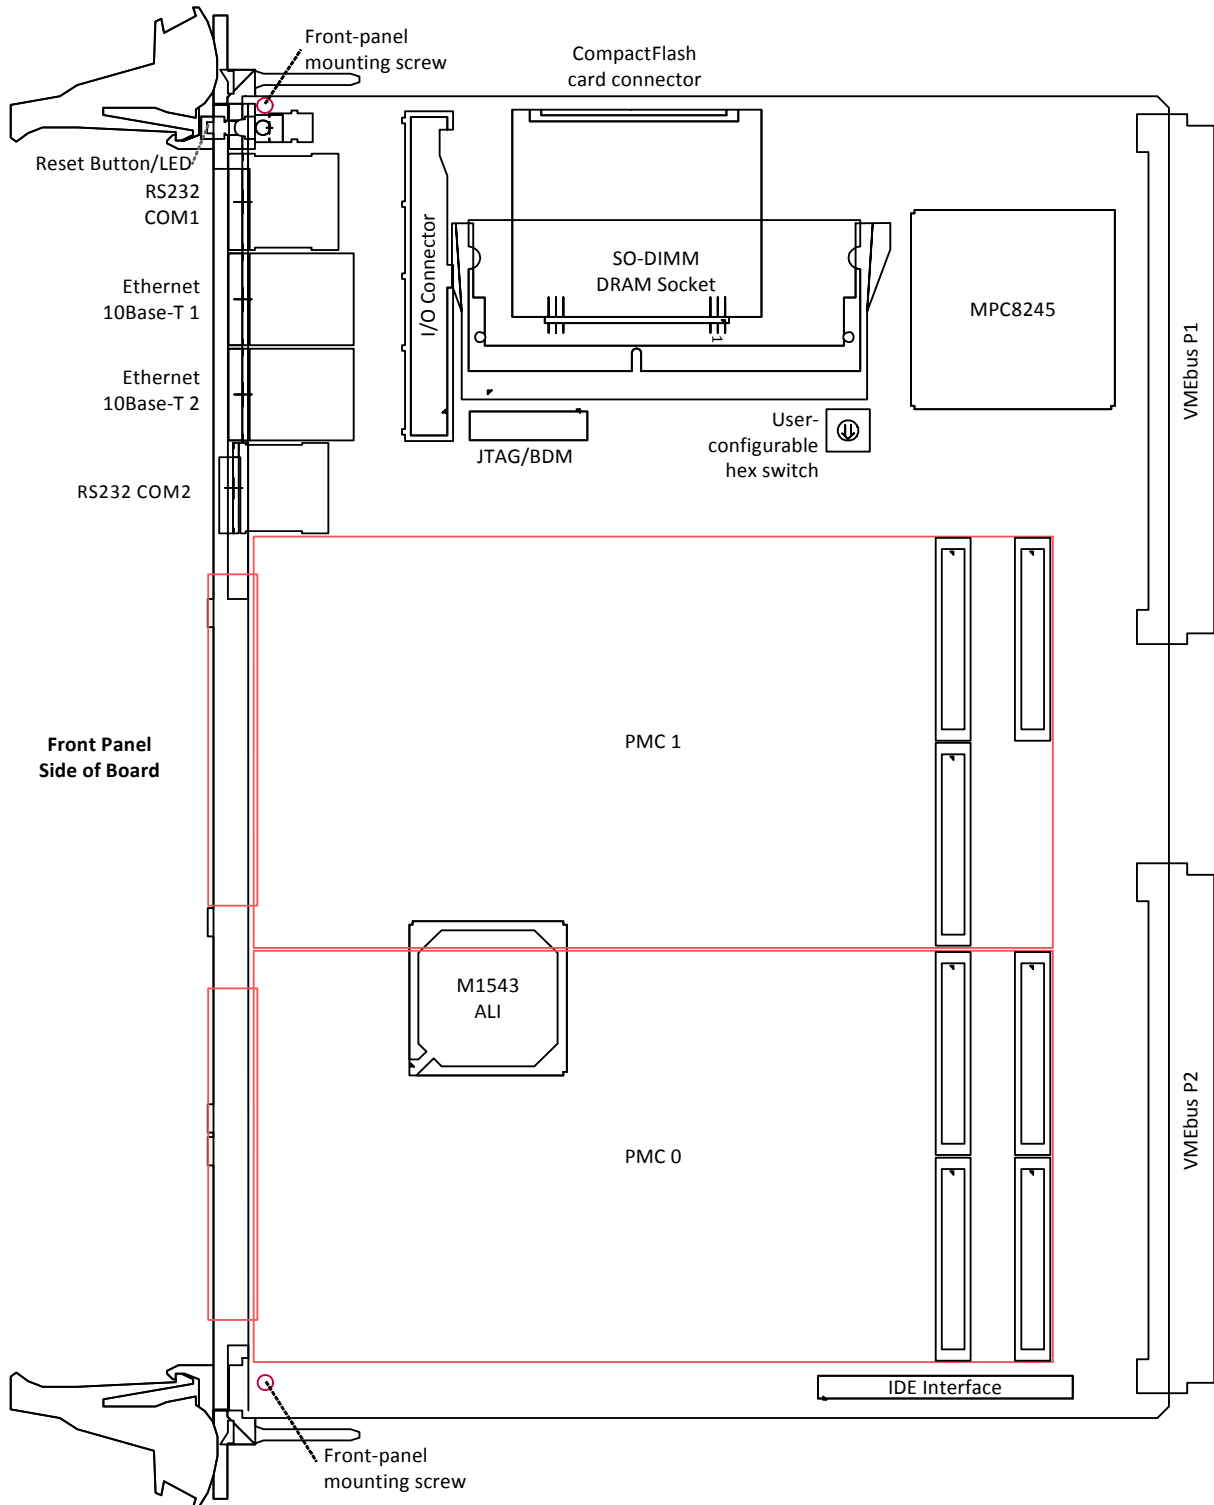 Front-panel
mounting screw
CompactFlash
card connector
Reset Button/LED
RS232
COM1
Ethernet
10Base-T 1
Ethernet
10Base-T 2
RS232 COM2
I/O Connector
SO-DIMM
DRAM Socket
1
MPC8245
VMEbus P1
JTAG/BDM
User-
configurable
hex switch
Front Panel
Side of Board
PMC 1
M1543
ALI
PMC 0
VMEbus P2
IDE Interface
Front-panel
mounting screw